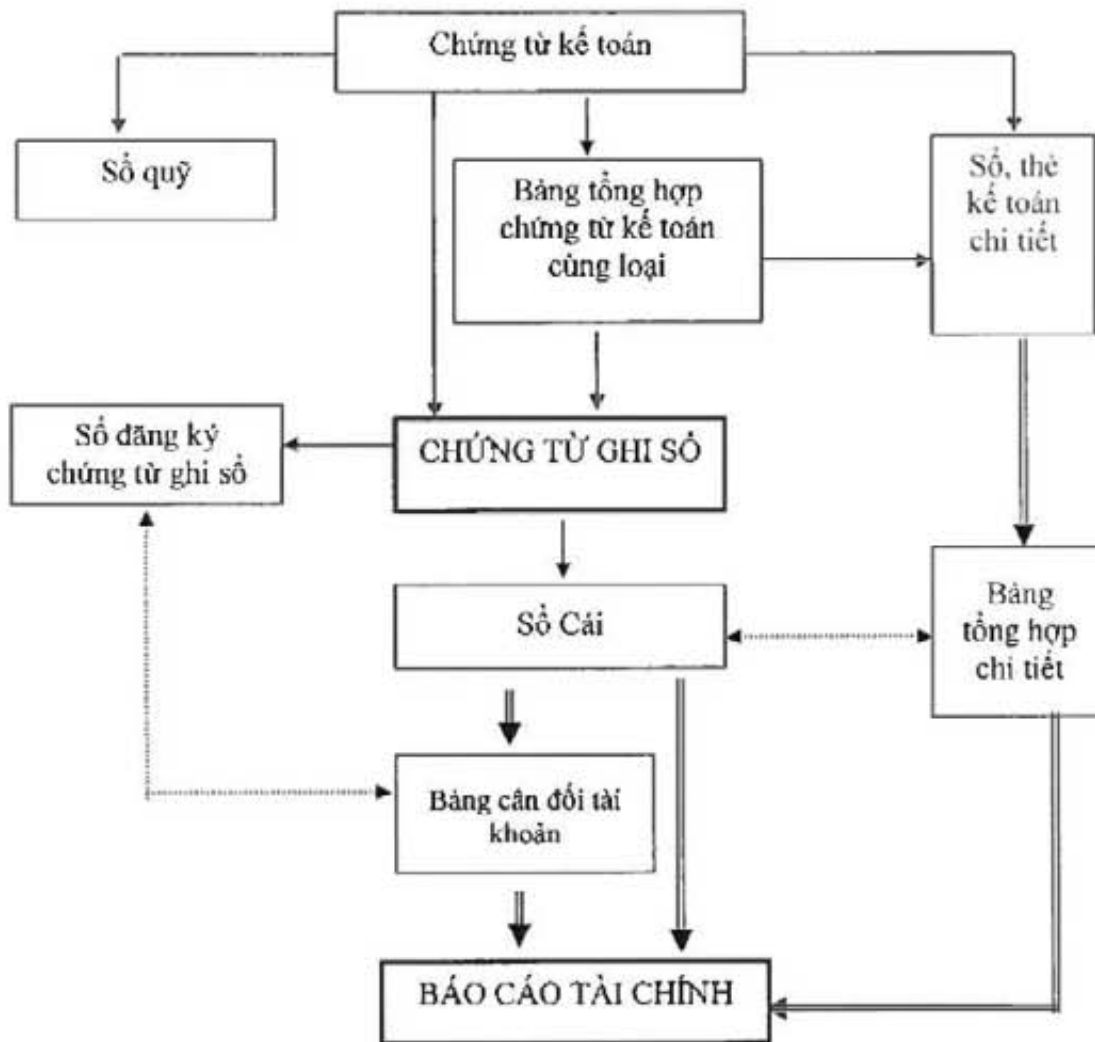 Chứng từ kế toán
Sổ quỹ
Bảng tổng hợp
chứng từ kế toán
cùng loại
Sổ, thẻ
kế toán
chi tiết
Sổ đăng ký
chứng từ ghi sổ
CHỨNG TỪ GHI SỔ
Sổ Cái
Bảng
tổng hợp
chi tiết
Bảng cân đối tài
khoản
BÁO CÁO TÀI CHÍNH